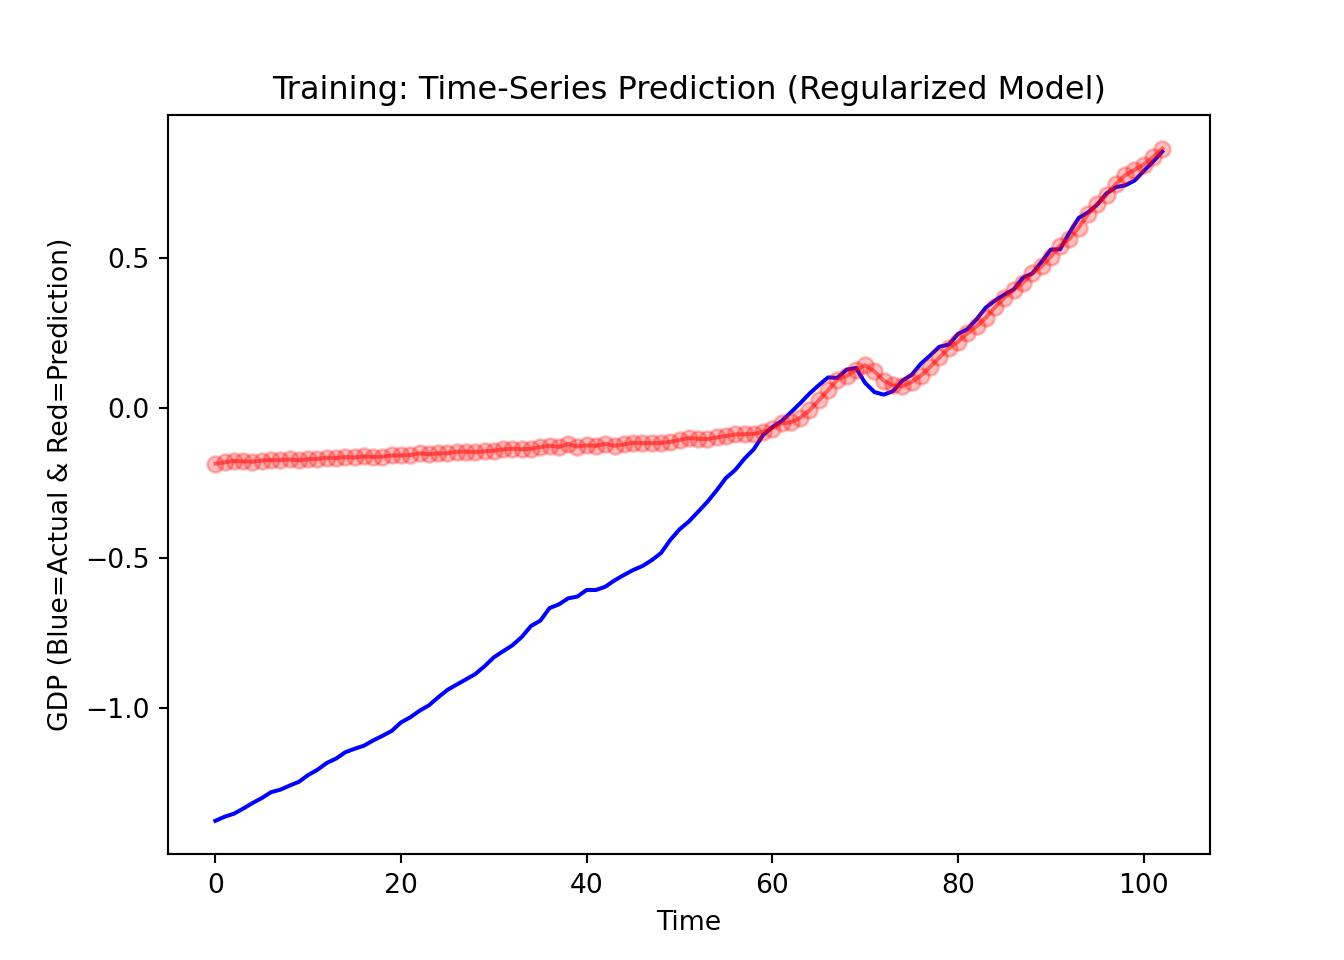 Training: Time-Series Prediction (Regularized Model)
GDP (Blue=Actual & Red=Prediction)
0.5
0.0
−0.5
−1.0
0 20 40 60 80 100
Time